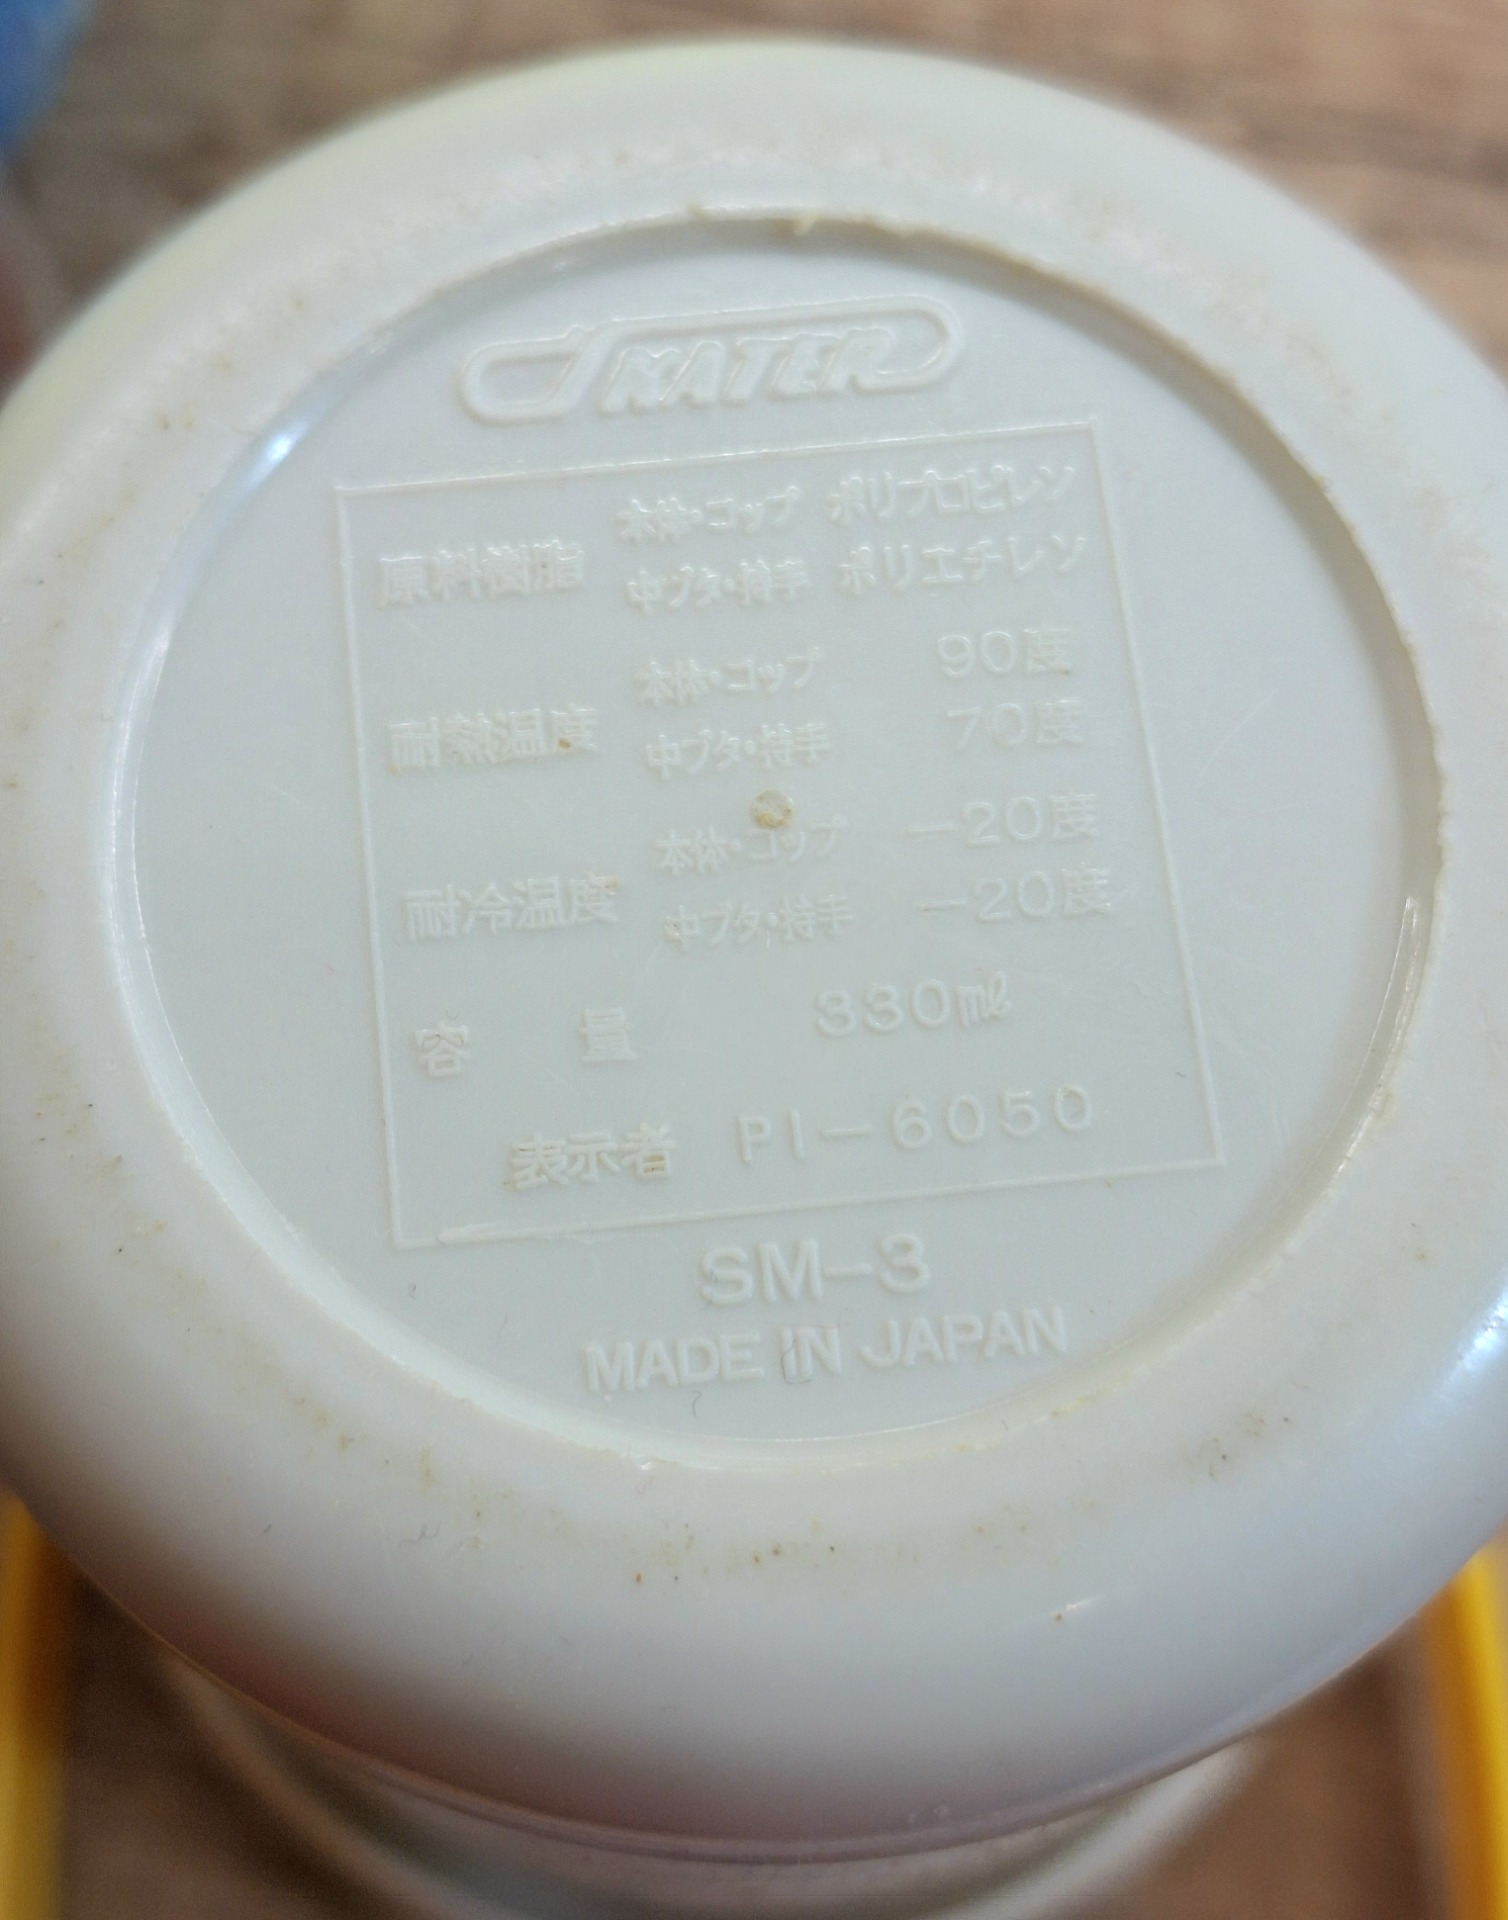 SKATER
原料樹脂 本体・コップ ポリプロピレン
中ブタ・持手 ポリエチレン
耐熱温度 本体・コップ 90度
中ブタ・持手 70度
耐冷温度 本体・コップ −20度
中ブタ・持手 −20度
容量 330㎖
表示者 PI−6050
SM−3
MADE IN JAPAN